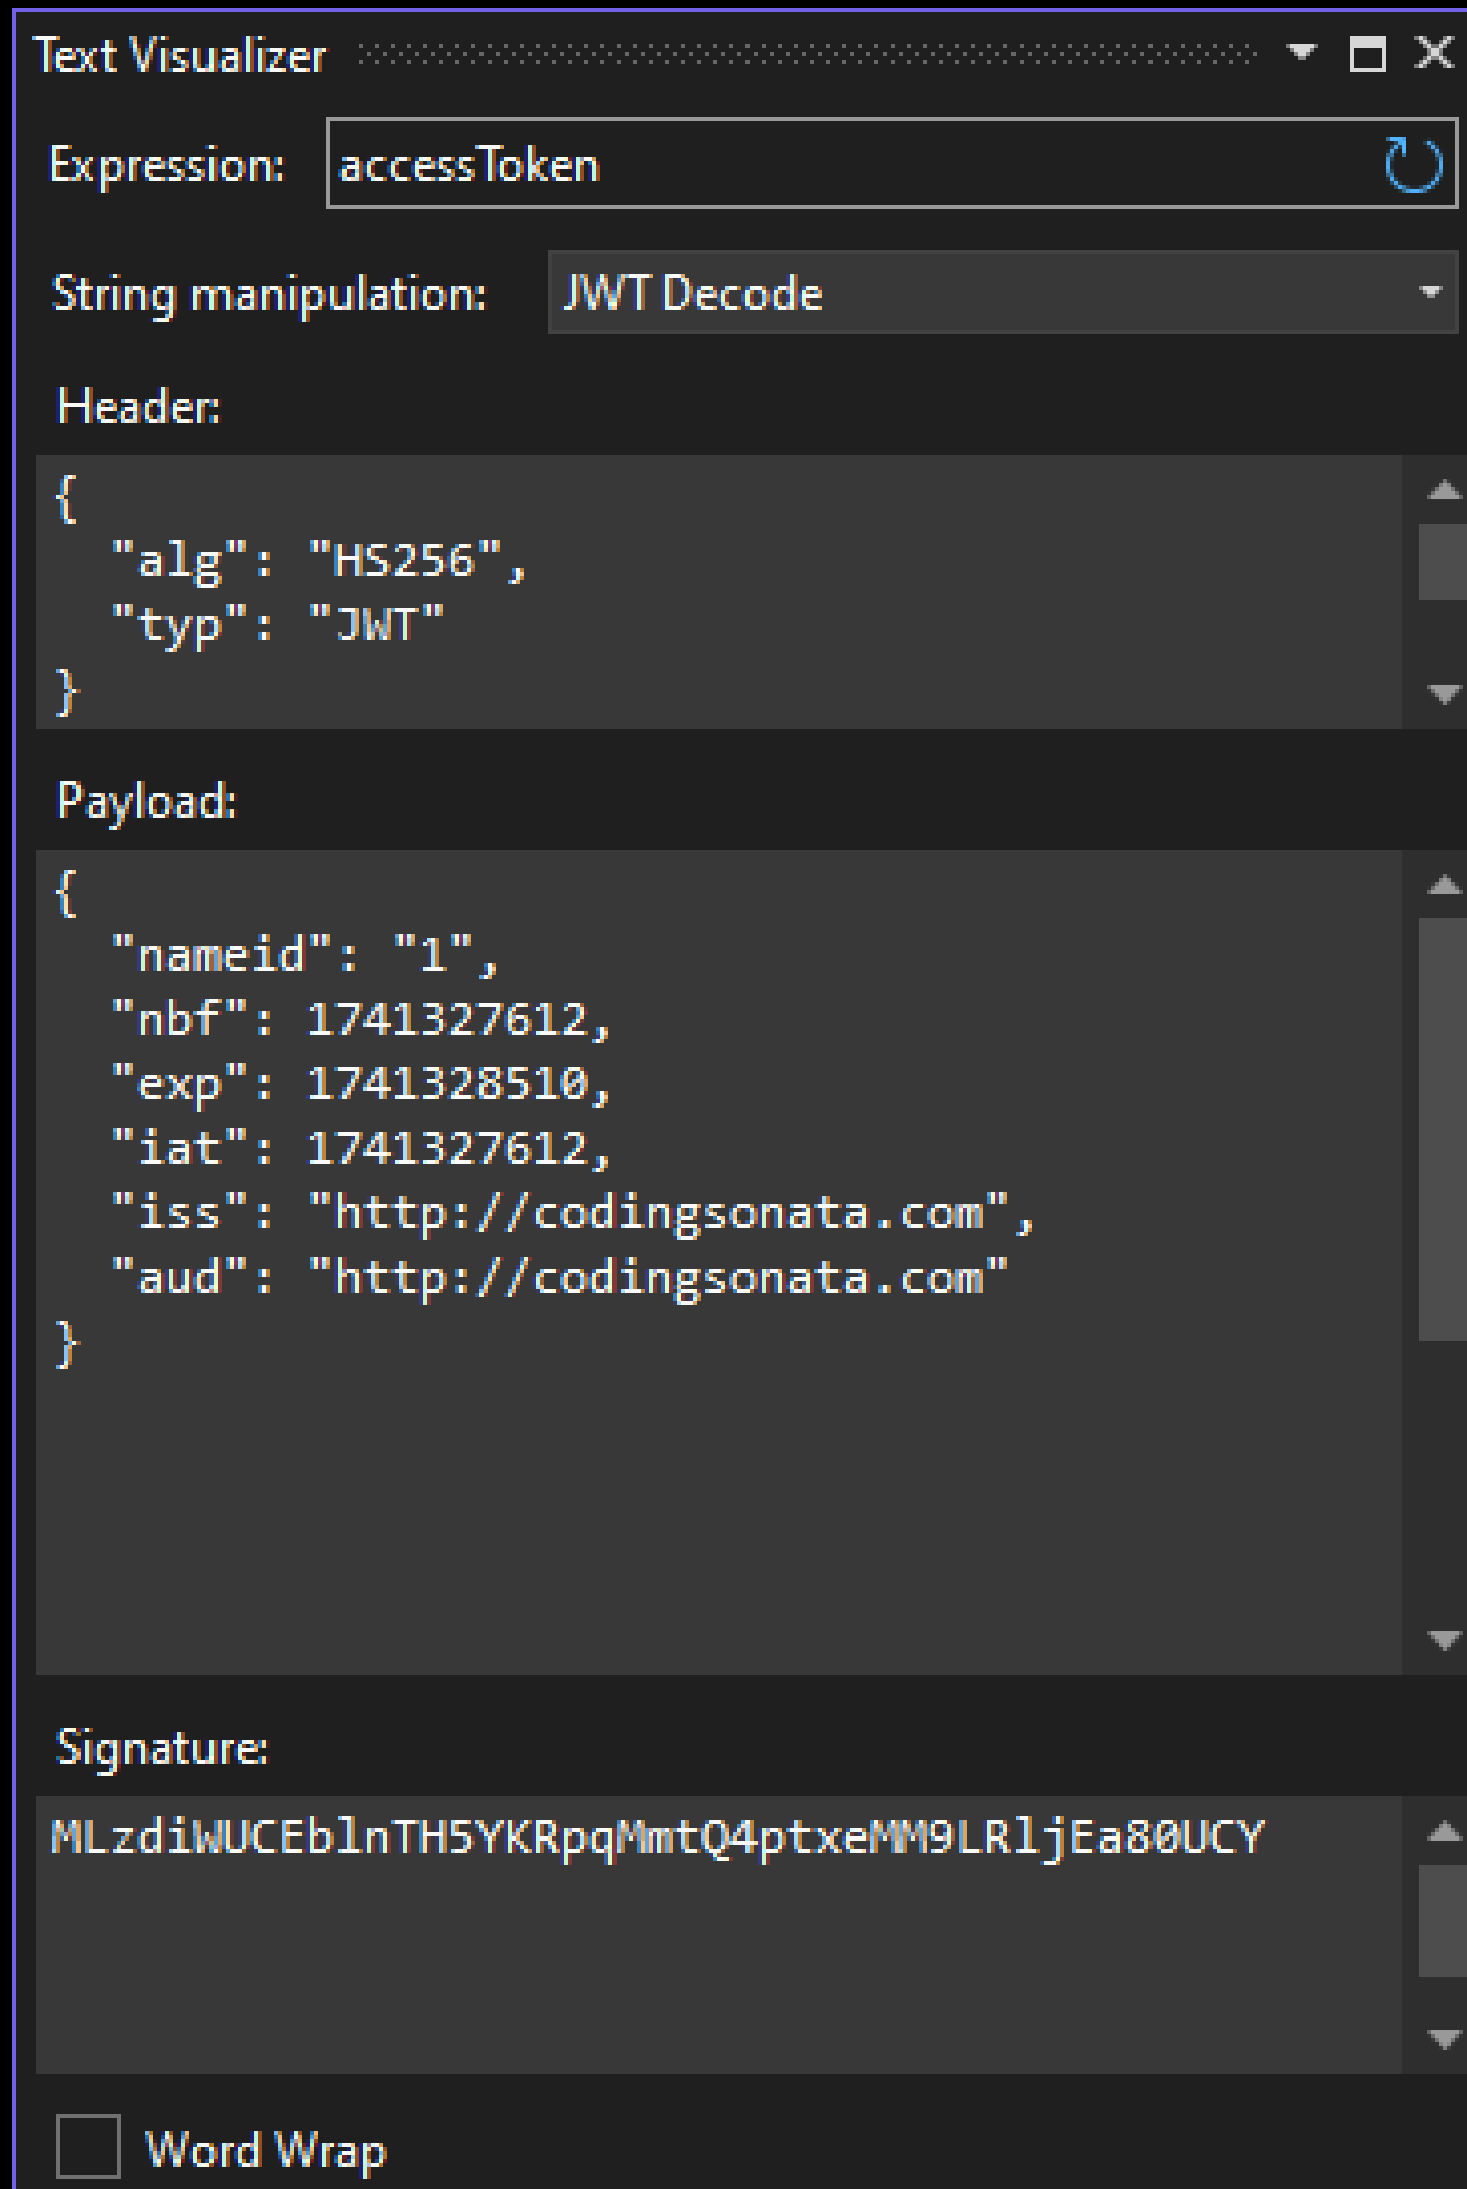 Text Visualizer
Expression: accessToken
String manipulation: JWT Decode
Header:
{
  "alg": "HS256",
  "typ": "JWT"
}
Payload:
{
  "nameid": "1",
  "nbf": 1741327612,
  "exp": 1741328510,
  "iat": 1741327612,
  "iss": "http://codingsonata.com",
  "aud": "http://codingsonata.com"
}
Signature:
MLzdiWUCEblnTH5YKRpqMmtQ4ptxeMM9LRljEa80UCY
Word Wrap